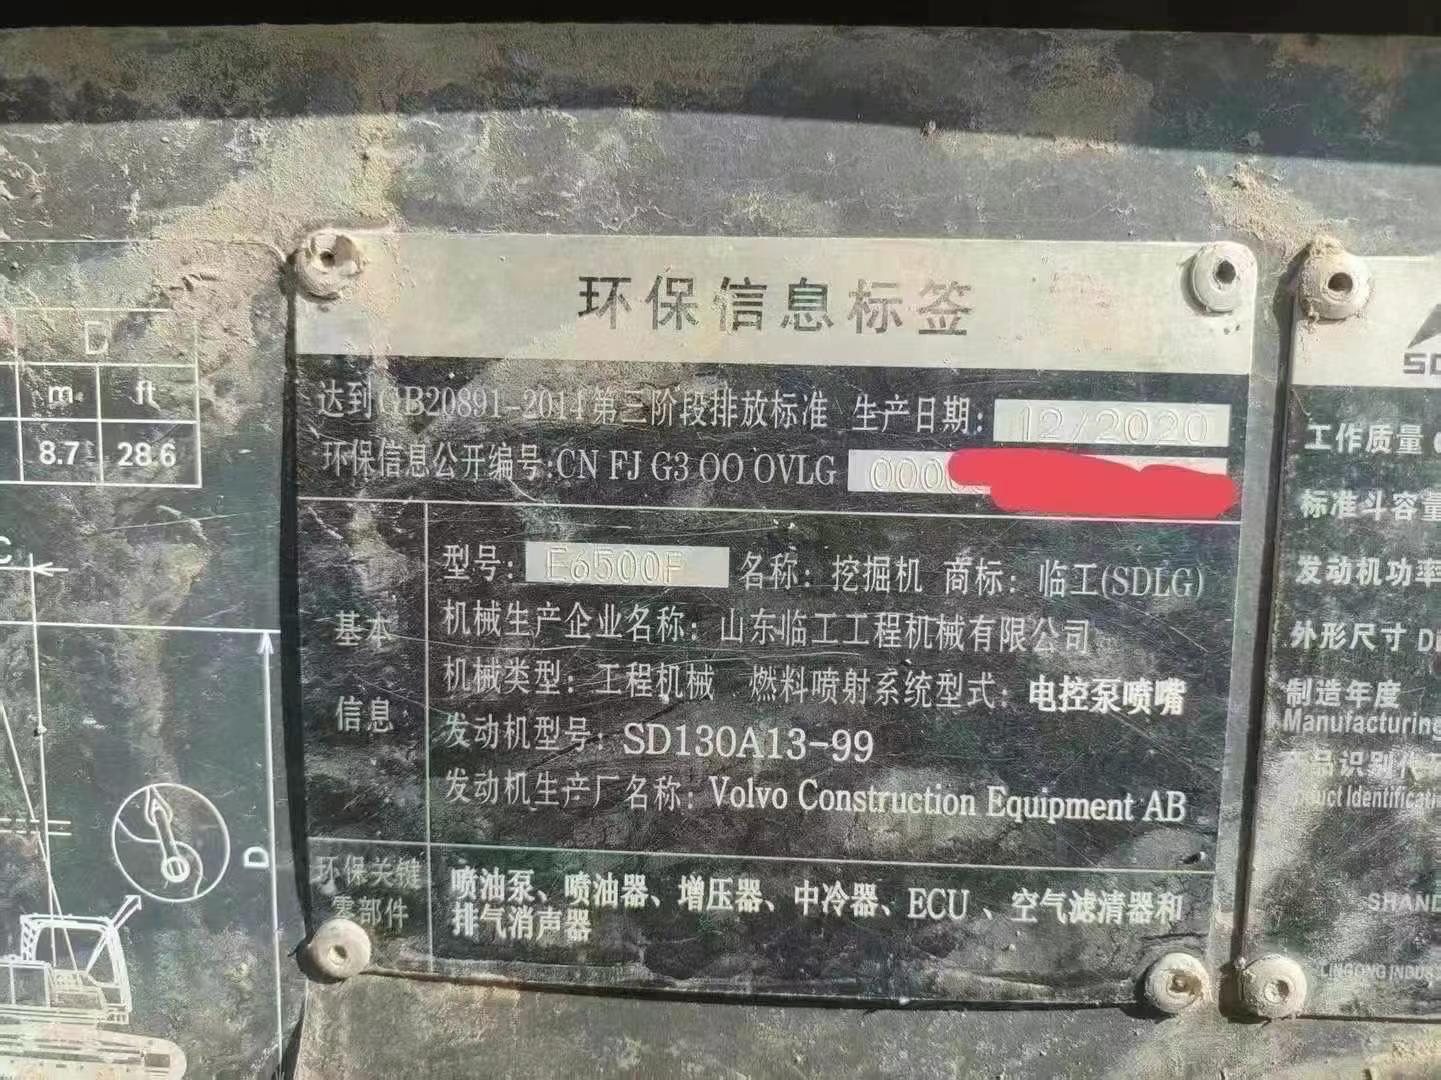 环保信息标签
达到GB20891-2014第三阶段排放标准 生产日期: 12/2020
环保信息公开编号:CN FJ G3 OO OVLG 000
基本信息
型号: E6500F 名称: 挖掘机 商标: 临工(SDLG)
机械生产企业名称: 山东临工工程机械有限公司
机械类型: 工程机械 燃料喷射系统型式: 电控泵喷嘴
发动机型号: SD130A13-99
发动机生产厂名称: Volvo Construction Equipment AB
环保关键零部件
喷油泵、喷油器、增压器、中冷器、ECU、空气滤清器和
排气消声器
D
m ft
8.7 28.6
C
D
工作质量
标准斗容量
发动机功率
外形尺寸
制造年度
Manufacturing